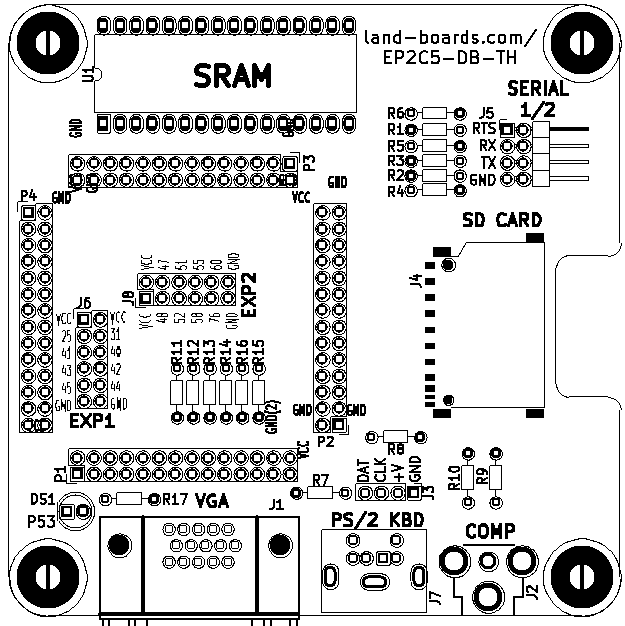 land-boards.com/
EP2C5-DB-TH
U1
SRAM
SERIAL
1/2
GND
R6
J5
R1
RTS
R5
RX
R3
TX
R2
GND
R4
P3
P4
GND
VCC
GND
SD CARD
J4
VCC
47
51
55
60
GND
J8
EXP2
VCC
48
52
58
76
GND
J6
VCC
VCC
25
31
41
40
43
42
45
44
GND
GND
EXP1
R11
R12
R13
R14
R16
R15
GND(2)
GND
GND
P2
VCC
P1
R8
DAT
CLK
+V
GND
J3
R10
R9
R7
D51
P53
R17
VGA
J1
PS/2 KBD
J7
COMP
J2